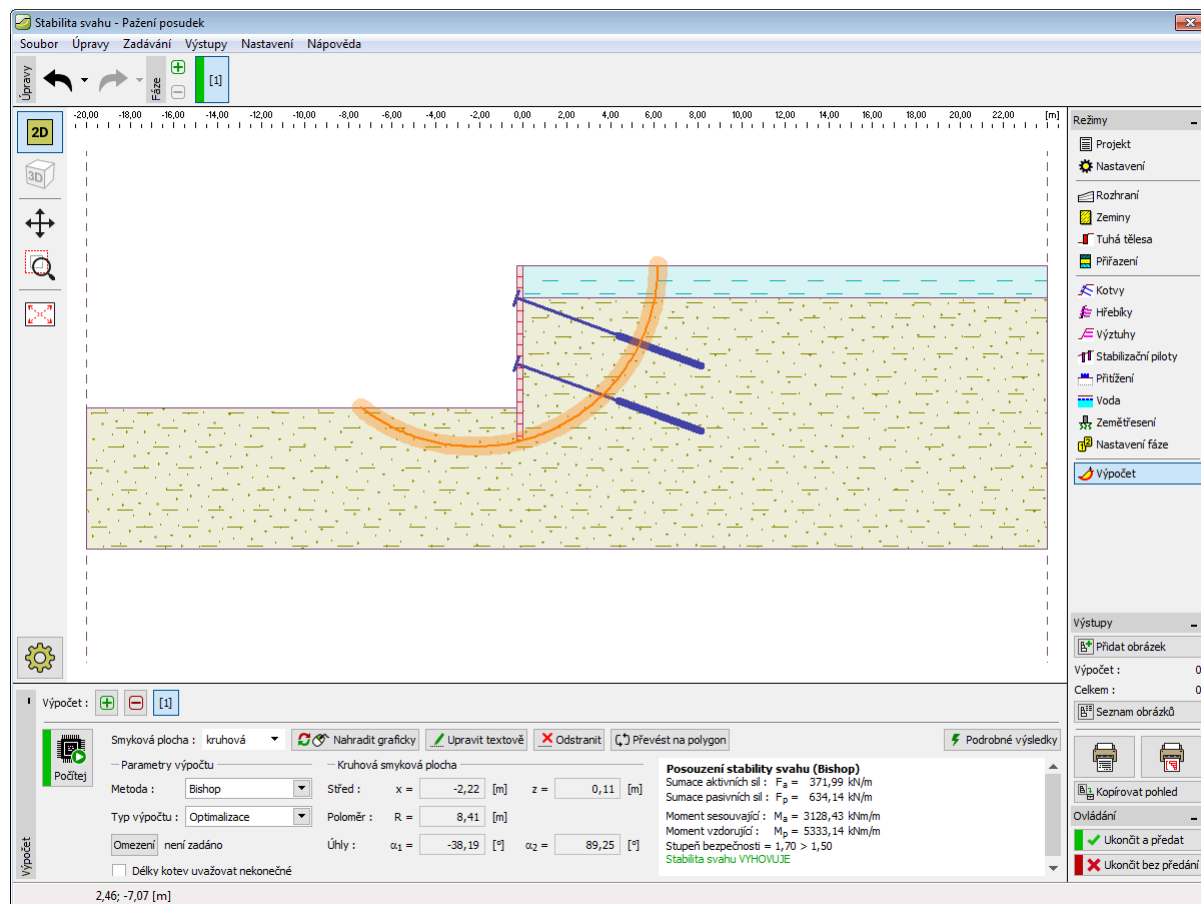 Stabilita svahu - Pažení posudek
Soubor Úpravy Zadávání Výstupy Nastavení Nápověda
Úpravy
Fáze
[1]
-20,00 -18,00 -16,00 -14,00 -12,00 -10,00 -8,00 -6,00 -4,00 -2,00 0,00 2,00 4,00 6,00 8,00 10,00 12,00 14,00 16,00 18,00 20,00 22,00 [m]
2D
3D
Režimy
Projekt
Nastavení
Rozhraní
Zeminy
Tuhá tělesa
Přiřazení
Kotvy
Hřebíky
Výztuhy
Stabilizační piloty
Přitížení
Voda
Zemětřesení
Nastavení fáze
Výpočet
Výstupy
Přidat obrázek
Výpočet : 0
Celkem : 0
Seznam obrázků
Kopírovat pohled
Ovládání
Ukončit a předat
Ukončit bez předání
Výpočet
Výpočet : [1]
Počítej
Smyková plocha : kruhová Nahradit graficky Upravit textově Odstranit Převést na polygon Podrobné výsledky
Parametry výpočtu
Metoda : Bishop
Typ výpočtu : Optimalizace
Omezení není zadáno
Délky kotev uvažovat nekonečné
Kruhová smyková plocha
Střed : x = -2,22 [m] z = 0,11 [m]
Poloměr : R = 8,41 [m]
Úhly : α1 = -38,19 [°] α2 = 89,25 [°]
Posouzení stability svahu (Bishop)
Sumace aktivních sil : Fa = 371,99 kN/m
Sumace pasivních sil : Fp = 634,14 kN/m
Moment sesouvající : Ma = 3128,43 kNm/m
Moment vzdorující : Mp = 5333,14 kNm/m
Stupeň bezpečnosti = 1,70 > 1,50
Stabilita svahu VYHOVUJE
2,46; -7,07 [m]